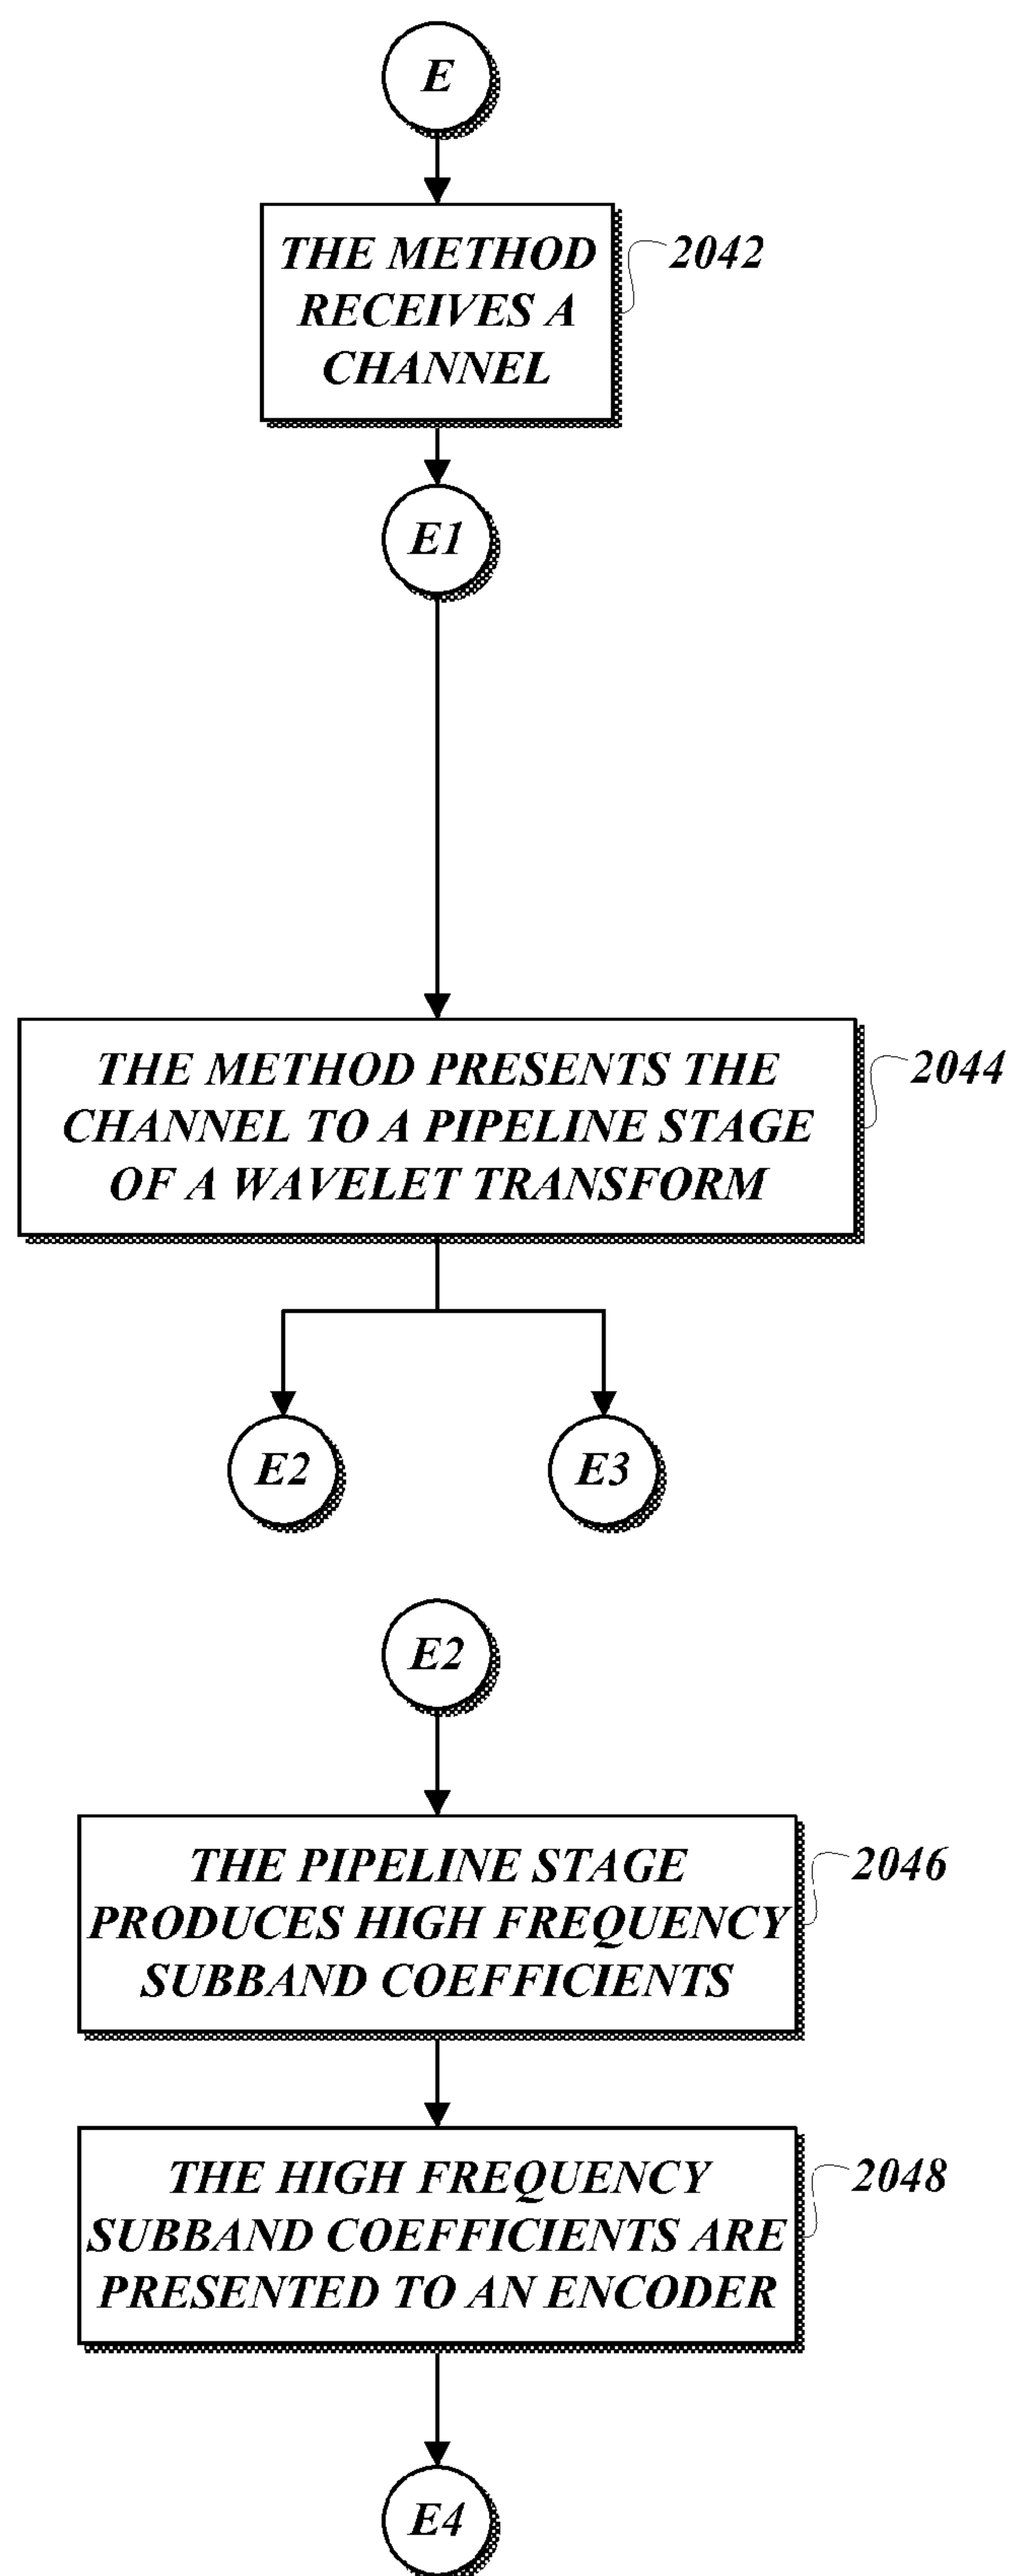 E
THE METHOD
RECEIVES A
CHANNEL
2042
E1
THE METHOD PRESENTS THE
CHANNEL TO A PIPELINE STAGE
OF A WAVELET TRANSFORM
2044
E2
E3
E2
THE PIPELINE STAGE
PRODUCES HIGH FREQUENCY
SUBBAND COEFFICIENTS
2046
THE HIGH FREQUENCY
SUBBAND COEFFICIENTS ARE
PRESENTED TO AN ENCODER
2048
E4